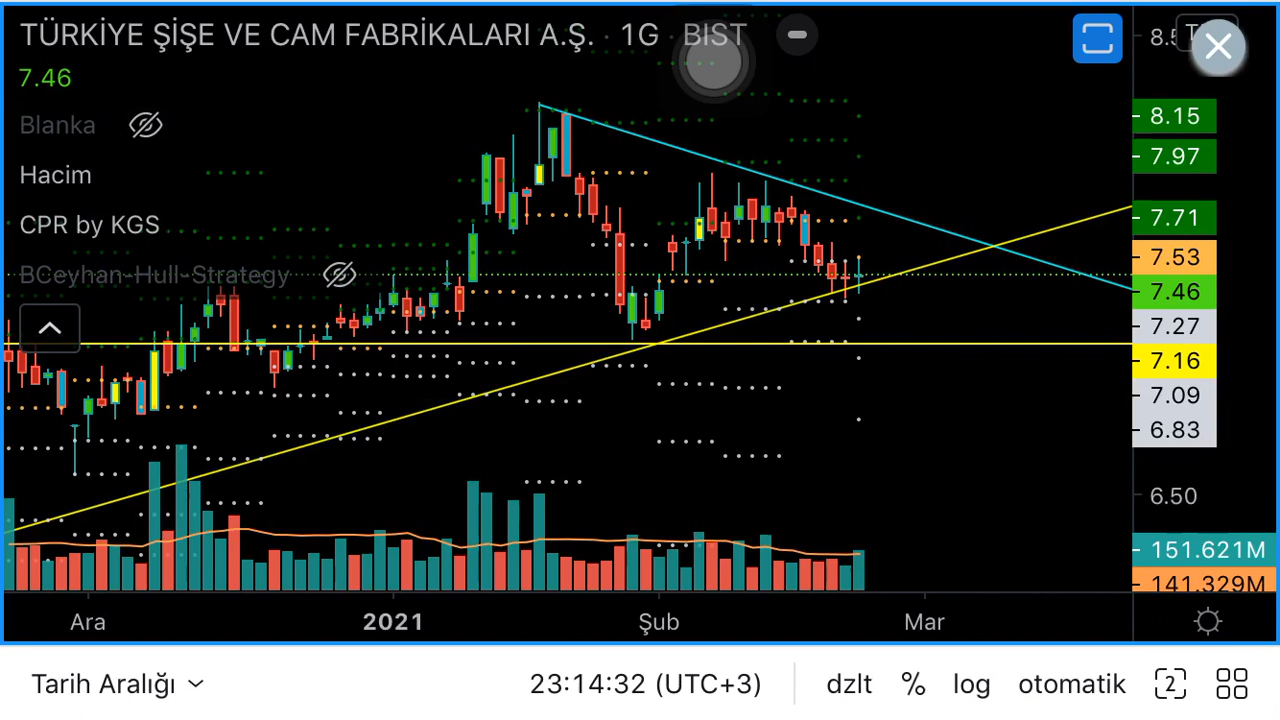 TÜRKİYE ŞİŞE VE CAM FABRİKALARI A.Ş. · 1G BIST
7.46
Blanka
Hacim
CPR by KGS
BCeyhan-Hull-Strategy
8.15
7.97
7.71
7.53
7.46
7.27
7.16
7.09
6.83
6.50
151.621M
141.329M
Ara 2021 Şub Mar
Tarih Aralığı 23:14:32 (UTC+3) dzlt % log otomatik 2